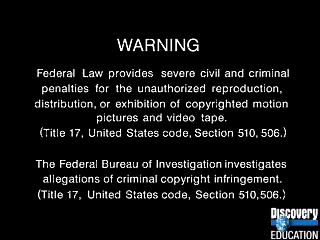 WARNING
Federal Law provides severe civil and criminal
penalties for the unauthorized reproduction,
distribution, or exhibition of copyrighted motion
pictures and video tape.
(Title 17, United States code, Section 510, 506.)
The Federal Bureau of Investigation investigates
allegations of criminal copyright infringement.
(Title 17, United States code, Section 510,506.)
Discovery
EDUCATION